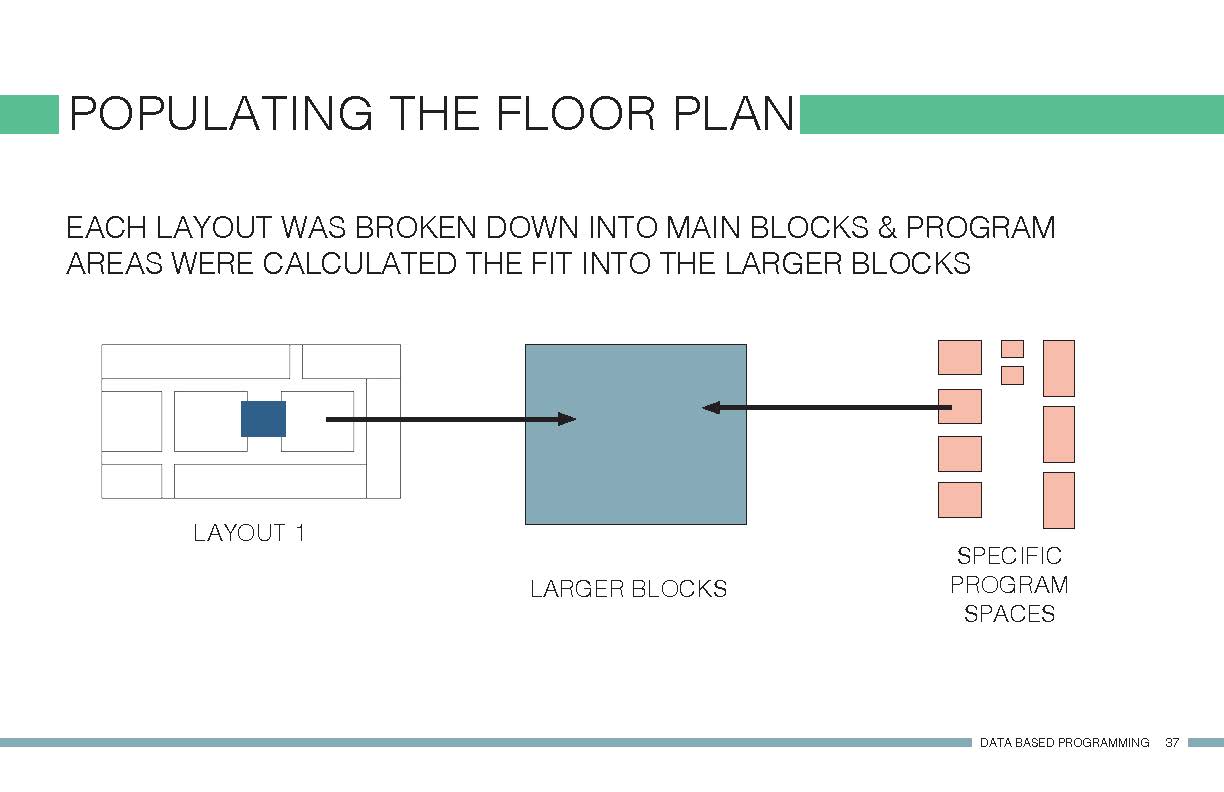 POPULATING THE FLOOR PLAN
EACH LAYOUT WAS BROKEN DOWN INTO MAIN BLOCKS & PROGRAM
AREAS WERE CALCULATED THE FIT INTO THE LARGER BLOCKS
LAYOUT 1
LARGER BLOCKS
SPECIFIC
PROGRAM
SPACES
DATA BASED PROGRAMMING 37